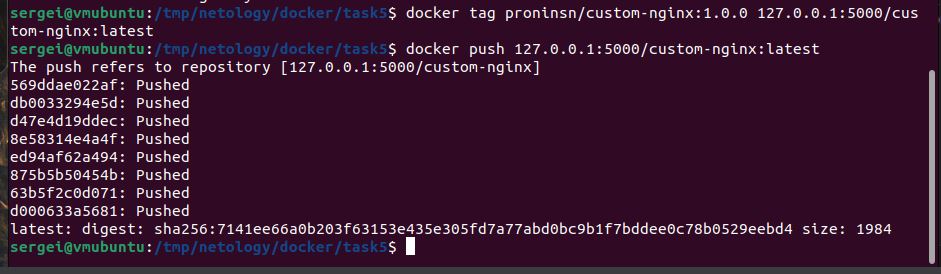 sergei@vmubuntu:/tmp/netology/docker/task5$ docker tag proninsn/custom-nginx:1.0.0 127.0.0.1:5000/cus
tom-nginx:latest
sergei@vmubuntu:/tmp/netology/docker/task5$ docker push 127.0.0.1:5000/custom-nginx:latest
The push refers to repository [127.0.0.1:5000/custom-nginx]
569ddae022af: Pushed
db0033294e5d: Pushed
d47e4d19ddec: Pushed
8e58314e4a4f: Pushed
ed94af62a494: Pushed
875b5b50454b: Pushed
63b5f2c0d071: Pushed
d000633a5681: Pushed
latest: digest: sha256:7141ee66a0b203f63153e435e305fd7a77abd0bc9b1f7bddee0c78b0529eebd4 size: 1984
sergei@vmubuntu:/tmp/netology/docker/task5$